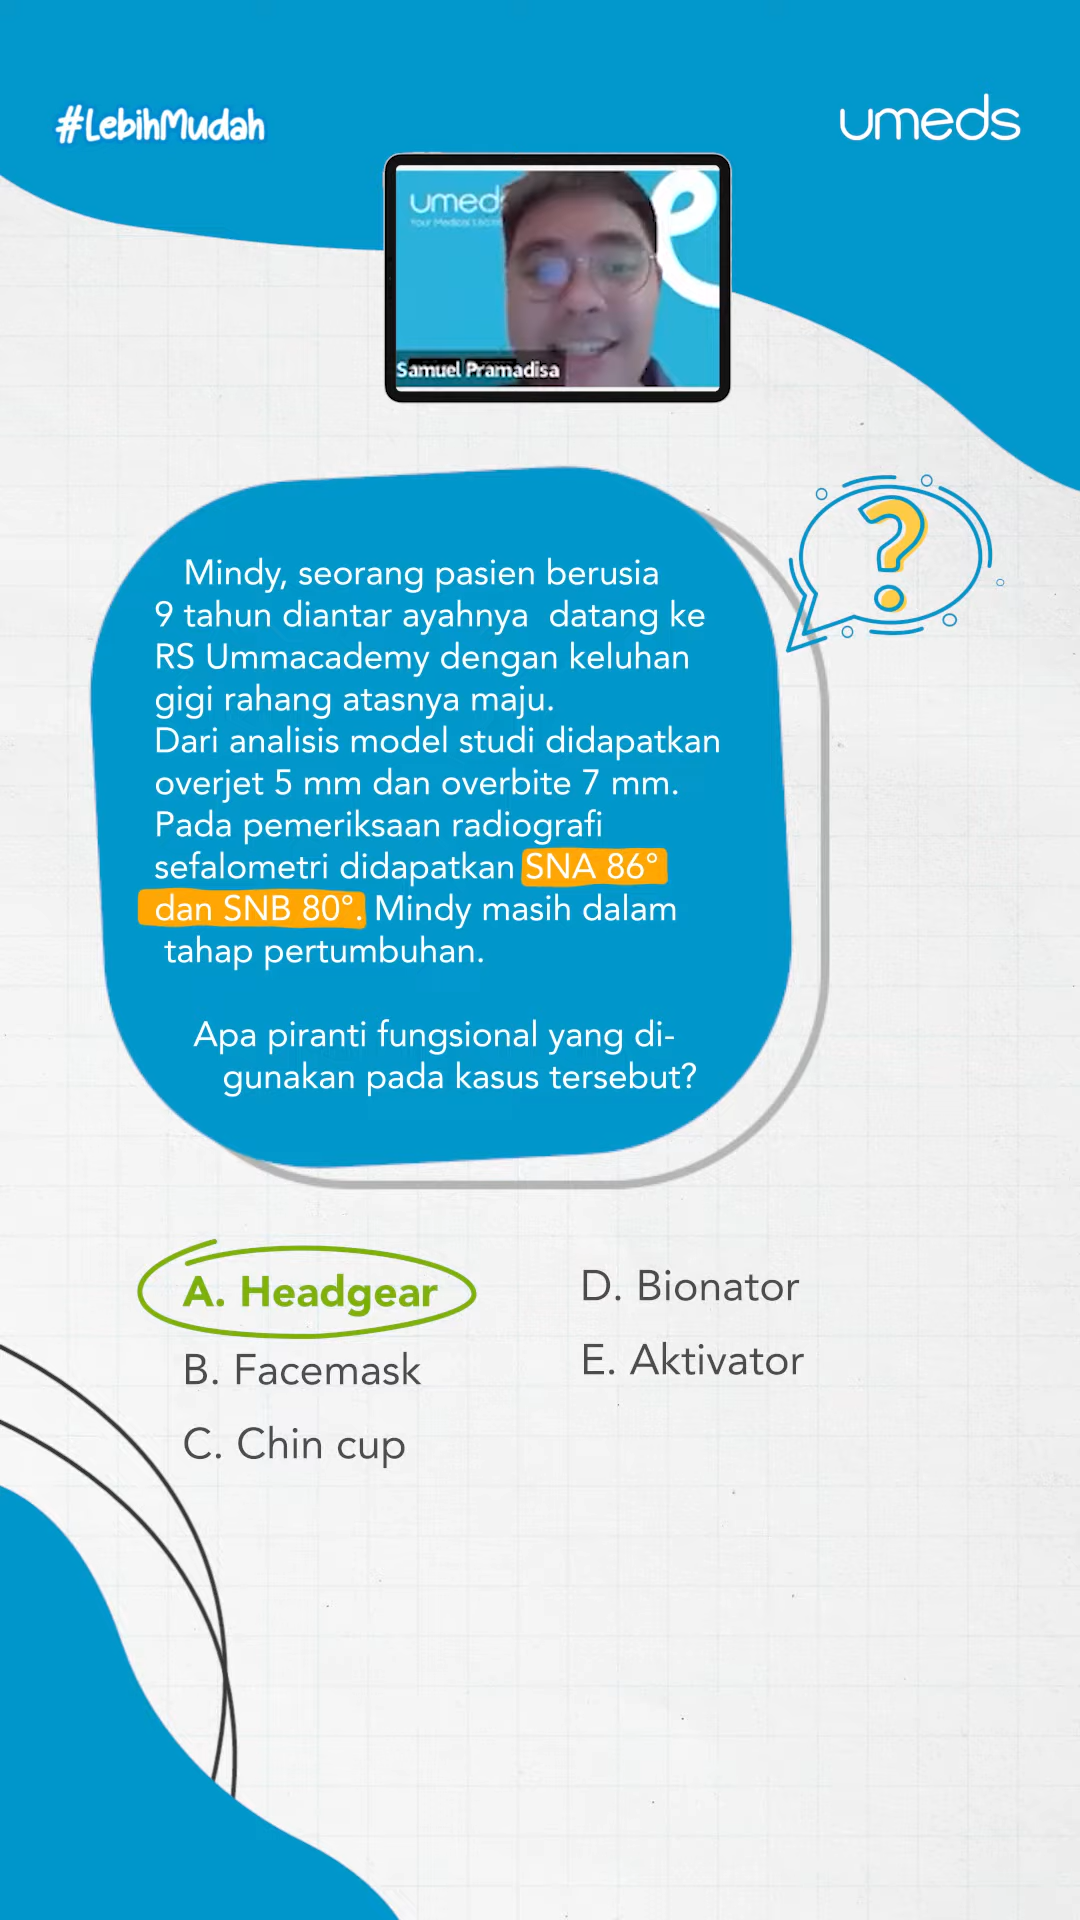 #LebihMudah
umeds
umeds
Samuel Pramadisa
Mindy, seorang pasien berusia
9 tahun diantar ayahnya datang ke
RS Ummacademy dengan keluhan
gigi rahang atasnya maju.
Dari analisis model studi didapatkan
overjet 5 mm dan overbite 7 mm.
Pada pemeriksaan radiografi
sefalometri didapatkan SNA 86°
dan SNB 80°. Mindy masih dalam
tahap pertumbuhan.
Apa piranti fungsional yang di-
gunakan pada kasus tersebut?
A. Headgear
B. Facemask
C. Chin cup
D. Bionator
E. Aktivator